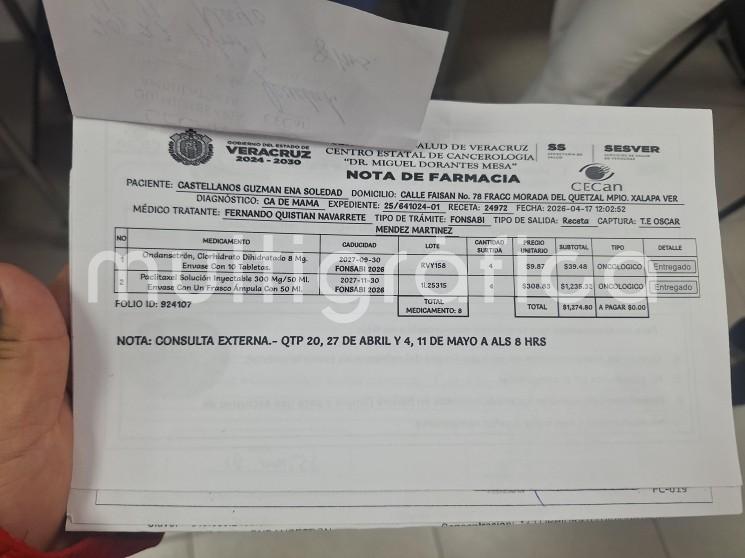 GOBIERNO DEL ESTADO DE
VERACRUZ
2024 - 2030
SALUD DE VERACRUZ
CENTRO ESTATAL DE CANCEROLOGIA
"DR. MIGUEL DORANTES MESA"
NOTA DE FARMACIA
SS
SESVER
CECan
PACIENTE: CASTELLANOS GUZMAN ENA SOLEDAD DOMICILIO: CALLE FAISAN No. 78 FRACC MORADA DEL QUETZAL MPIO. XALAPA VER
DIAGNÓSTICO: CA DE MAMA EXPEDIENTE: 25/641024-01 RECETA: 24972 FECHA: 2026-04-17 12:02:52
MÉDICO TRATANTE: FERNANDO QUISTIAN NAVARRETE TIPO DE TRÁMITE: FONSABI TIPO DE SALIDA: Receta CAPTURA: T.E OSCAR
MENDEZ MARTINEZ
NO MEDICAMENTO CADUCIDAD LOTE CANTIDAD SURTIDA PRECIO UNITARIO SUBTOTAL TIPO DETALLE
1 Ondansetrón, Clorhidrato Dihidratado 8 Mg. Envase Con 10 Tabletas. 2027-09-30 FONSABI 2026 RVY158 4 $9.87 $39.48 ONCOLOGICO Entregado
2 Paclitaxel Solución Inyectable 300 Mg/50 Ml. Envase Con Un Frasco Ámpula Con 50 Ml. 2027-11-30 FONSABI 2026 1L25315 4 $308.83 $1,235.32 ONCOLOGICO Entregado
FOLIO ID: 924107 TOTAL MEDICAMENTO: 8 TOTAL $1,274.80 A PAGAR $0.00
NOTA: CONSULTA EXTERNA.- QTP 20, 27 DE ABRIL Y 4, 11 DE MAYO A ALS 8 HRS
multigráfica
FC-019